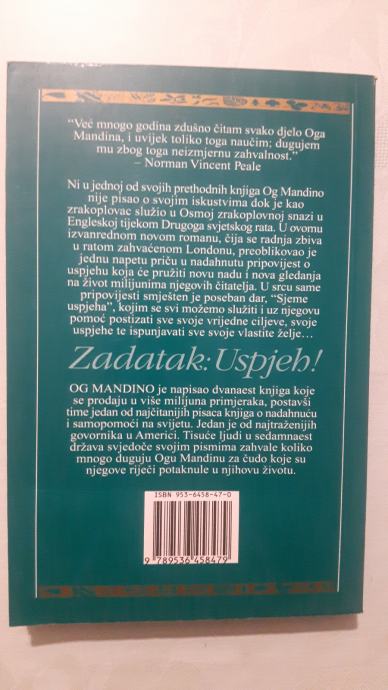 “Već mnogo godina zdušno čitam svako djelo Oga
Mandina, i uvijek toliko toga naučim; dugujem
mu zbog toga neizmjernu zahvalnost.”
– Norman Vincent Peale
Ni u jednoj od svojih prethodnih knjiga Og Mandino
nije pisao o svojim iskustvima dok je kao
zrakoplovac služio u Osmoj zrakoplovnoj snazi u
Engleskoj tijekom Drugoga svjetskog rata. U ovomu
izvanrednom novom romanu, čija se radnja zbiva
u ratom zahvaćenom Londonu, preoblikovao je
jednu napetu priču u nadahnutu pripovijest o
uspjehu koja će pružiti novu nadu i nova gledanja
na život milijunima njegovih čitatelja. U srcu same
pripovijesti smješten je poseban dar, “Sjeme
uspjeha”, kojim se svi možemo služiti i uz njegovu
pomoć postizati sve svoje vrijedne ciljeve, svoje
uspjehe te ispunjavati sve svoje vlastite želje…
Zadatak: Uspjeh!
OG MANDINO je napisao dvanaest knjiga koje
se prodaju u više milijuna primjeraka, postavši
time jedan od najčitanijih pisaca knjiga o nadahnuću
i samopomoći na svijetu. Jedan je od najtraženijih
govornika u Americi. Tisuće ljudi u sedamnaest
država svjedoče svojim pismima zahvale koliko
mnogo duguju Ogu Mandinu za čudo koje su
njegove riječi potaknule u njihovu životu.
ISBN 953-6458-47-0
9 789536 458479